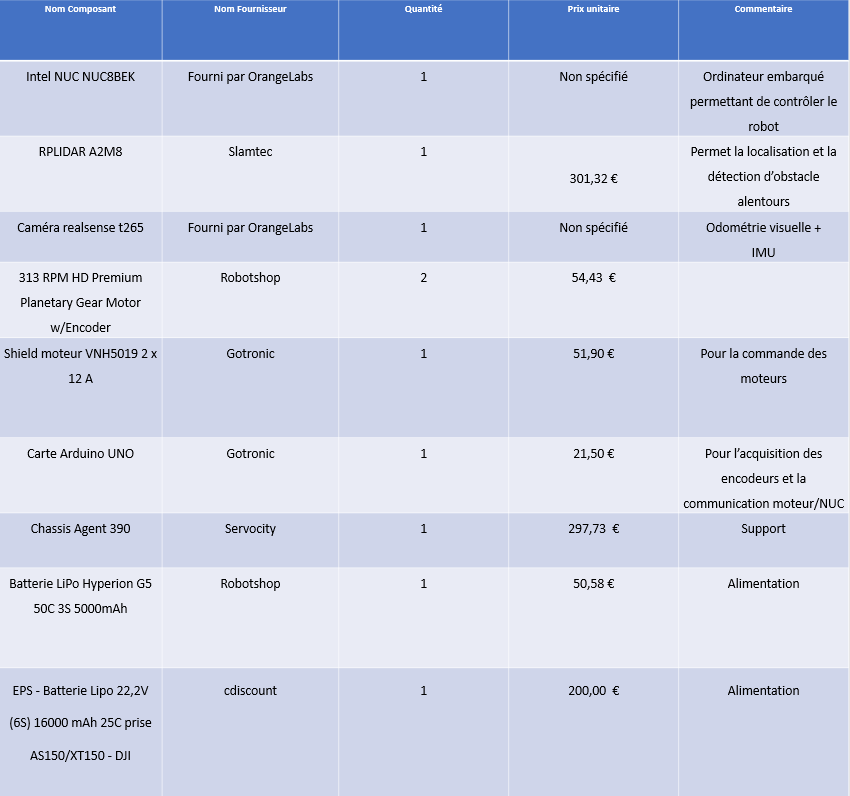 Nom Composant
Nom Fournisseur
Quantité
Prix unitaire
Commentaire
Intel NUC NUC8BEK
Fourni par OrangeLabs
1
Non spécifié
Ordinateur embarqué
permettant de contrôler le
robot
RPLIDAR A2M8
Slamtec
1
301,32 €
Permet la localisation et la
détection d’obstacle
alentours
Caméra realsense t265
Fourni par OrangeLabs
1
Non spécifié
Odométrie visuelle +
IMU
313 RPM HD Premium
Planetary Gear Motor
w/Encoder
Robotshop
2
54,43 €
Shield moteur VNH5019 2 x
12 A
Gotronic
1
51,90 €
Pour la commande des
moteurs
Carte Arduino UNO
Gotronic
1
21,50 €
Pour l’acquisition des
encodeurs et la
communication moteur/NUC
Chassis Agent 390
Servocity
1
297,73 €
Support
Batterie LiPo Hyperion G5
50C 3S 5000mAh
Robotshop
1
50,58 €
Alimentation
EPS - Batterie Lipo 22,2V
(6S) 16000 mAh 25C prise
AS150/XT150 - DJI
cdiscount
1
200,00 €
Alimentation